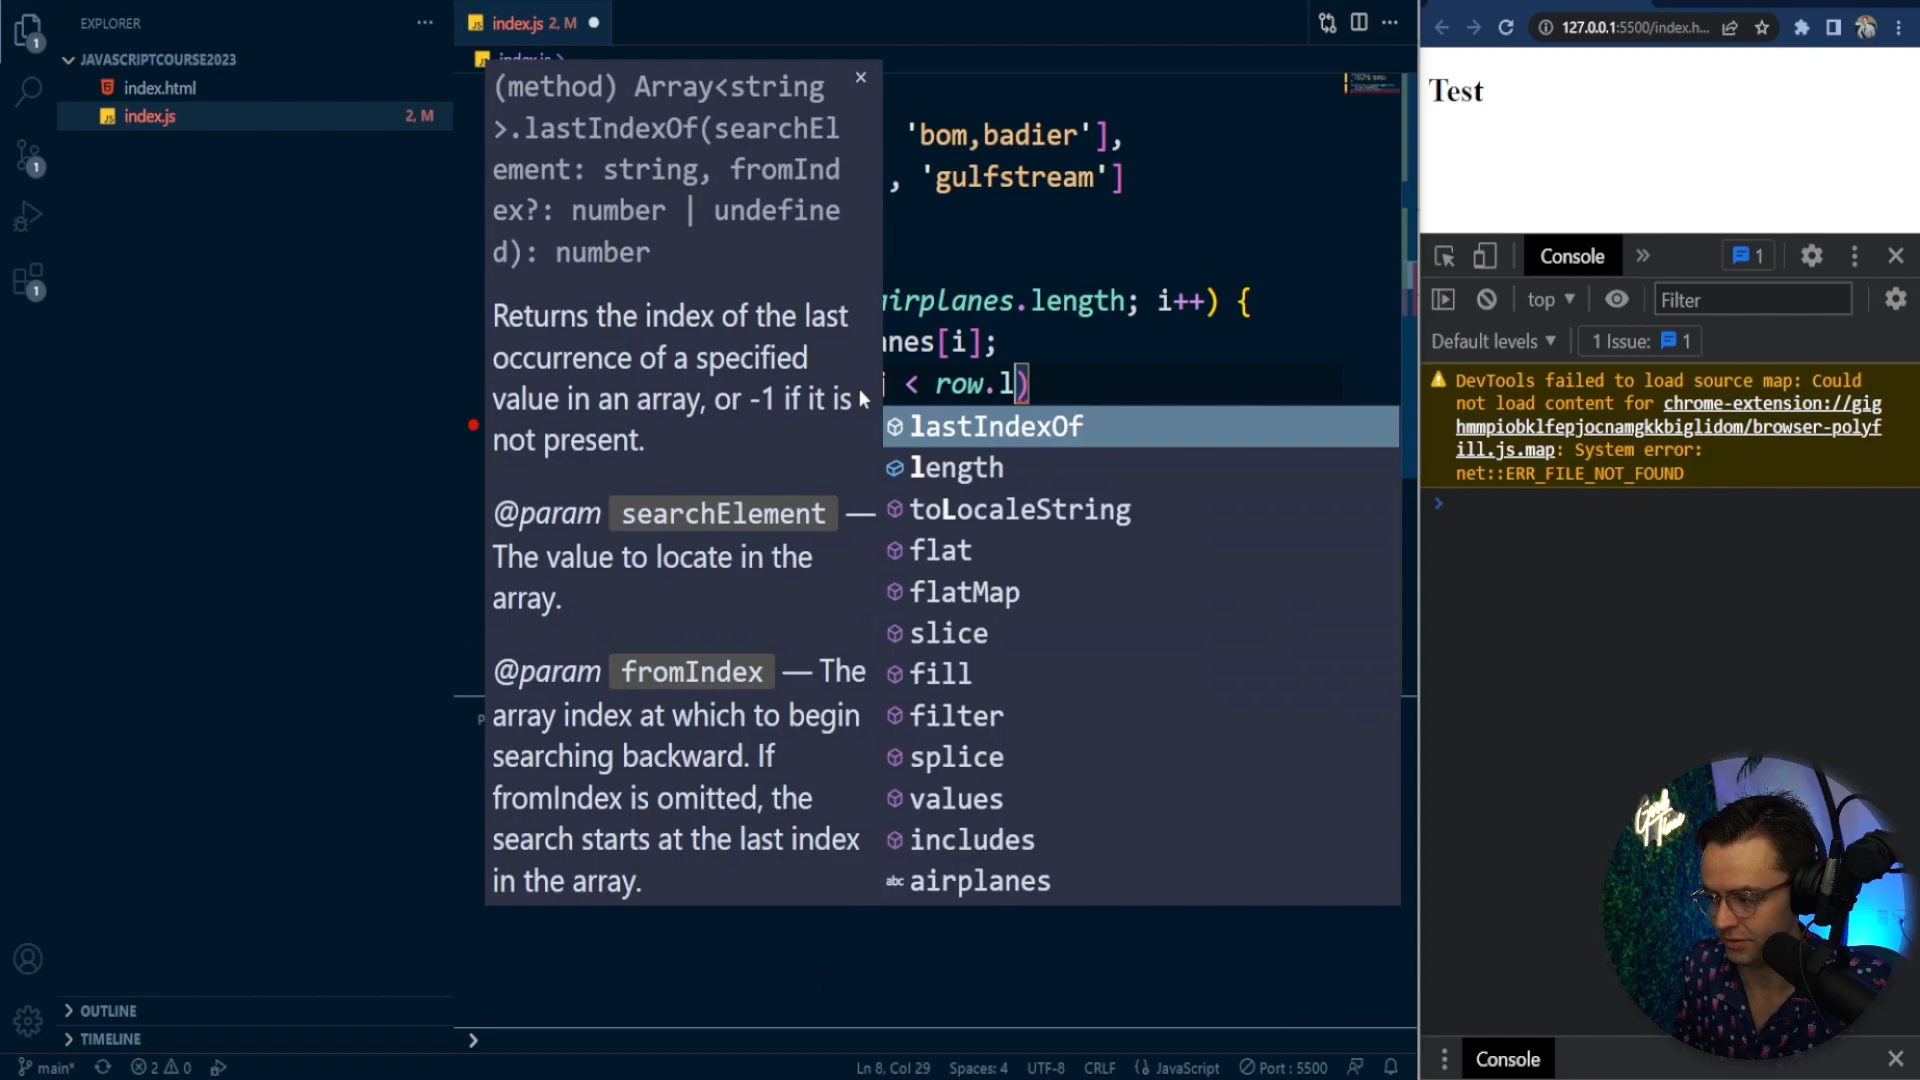 EXPLORER
JAVASCRIPTCOURSE2023
index.html
index.js 2, M
1
1
1
OUTLINE
TIMELINE
index.js 2, M
(method) Array<string
>.lastIndexOf(searchEl
ement: string, fromInd
ex?: number | undefine
d): number
Returns the index of the last
occurrence of a specified
value in an array, or -1 if it is
not present.
@param searchElement —
The value to locate in the
array.
@param fromIndex — The
array index at which to begin
searching backward. If
fromIndex is omitted, the
search starts at the last index
in the array.
'bom,badier'],
, 'gulfstream']
airplanes.length; i++) {
nes[i];
< row.l)
lastIndexOf
length
toLocaleString
flat
flatMap
slice
fill
filter
splice
values
includes
abc airplanes
main* 2 0
Ln 8, Col 29 Spaces: 4 UTF-8 CRLF {} JavaScript Port : 5500
127.0.0.1:5500/index.h...
Test
Console 1
top Filter
Default levels 1 Issue: 1
DevTools failed to load source map: Could
not load content for chrome-extension://gig
hmmpiobklfepjocnamgkkbiglidom/browser-polyf
ill.js.map: System error:
net::ERR_FILE_NOT_FOUND
Console